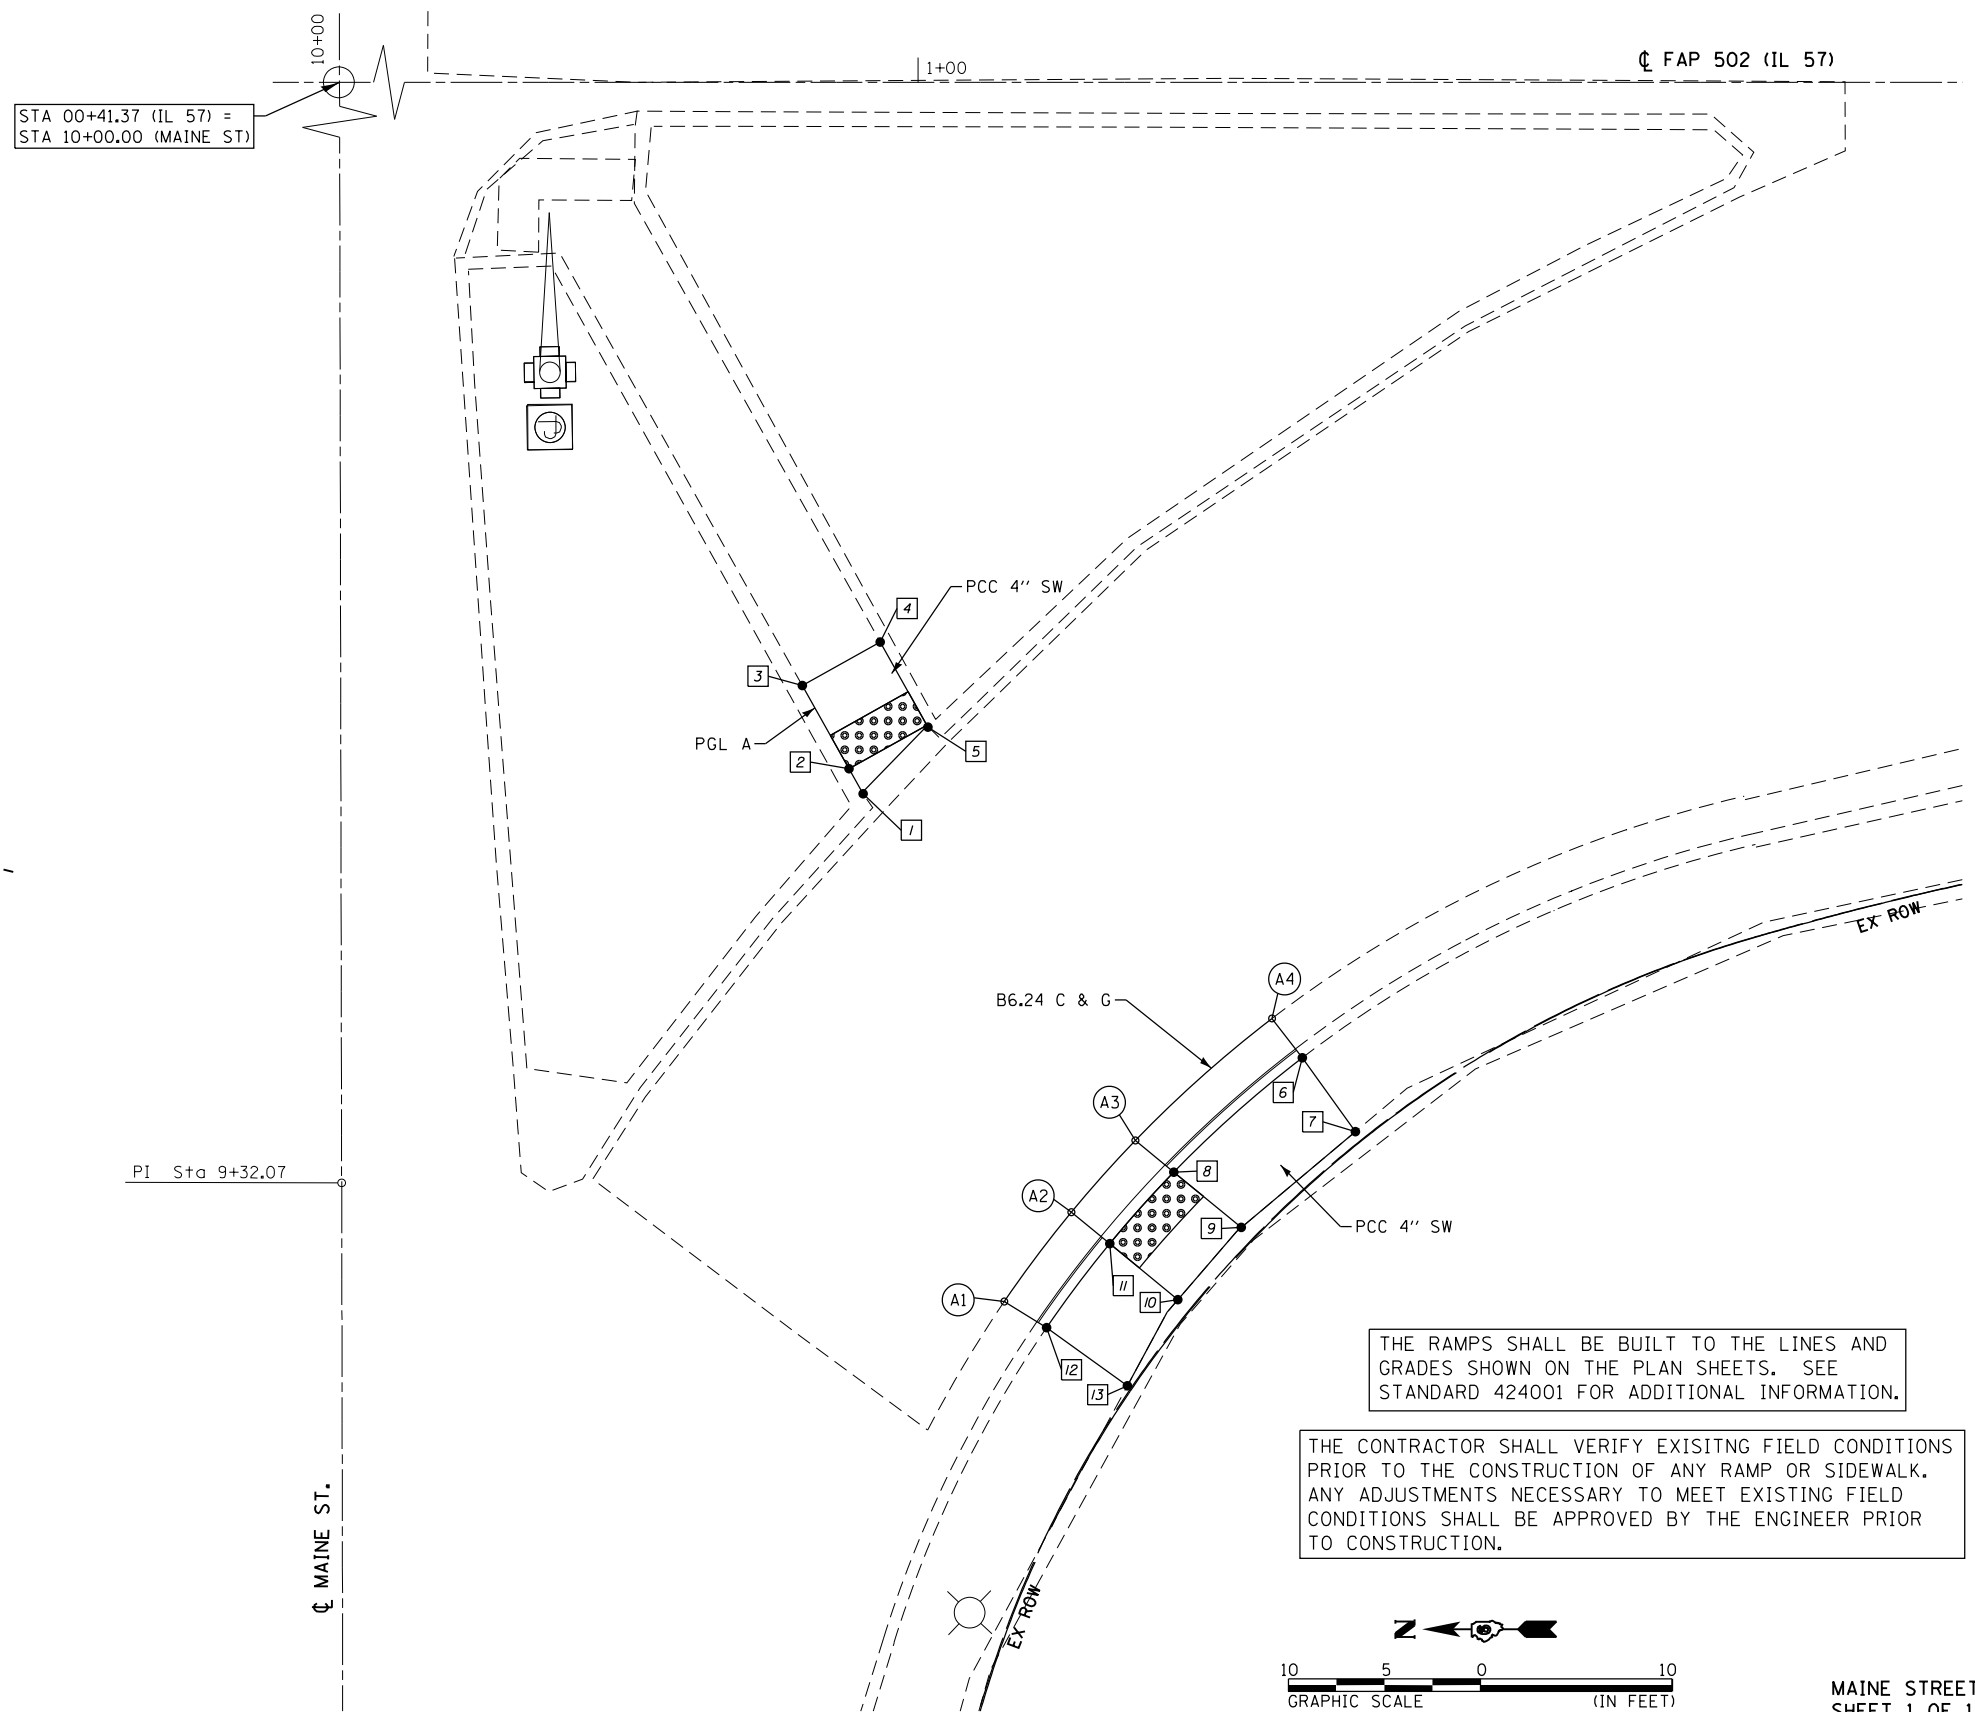 10+00
1+00
℄ FAP 502 (IL 57)
STA 00+41.37 (IL 57) =
STA 10+00.00 (MAINE ST)
PCC 4'' SW
4
3
PGL A
2
5
1
EX ROW
A4
B6.24 C & G
6
A3
7
PI Sta 9+32.07
8
A2
9
PCC 4'' SW
11
10
A1
12
13
THE RAMPS SHALL BE BUILT TO THE LINES AND
GRADES SHOWN ON THE PLAN SHEETS. SEE
STANDARD 424001 FOR ADDITIONAL INFORMATION.
THE CONTRACTOR SHALL VERIFY EXISITNG FIELD CONDITIONS
PRIOR TO THE CONSTRUCTION OF ANY RAMP OR SIDEWALK.
ANY ADJUSTMENTS NECESSARY TO MEET EXISTING FIELD
CONDITIONS SHALL BE APPROVED BY THE ENGINEER PRIOR
TO CONSTRUCTION.
℄ MAINE ST.
EX ROW
N
10 5 0 10
GRAPHIC SCALE (IN FEET)
MAINE STREET
SHEET 1 OF 1